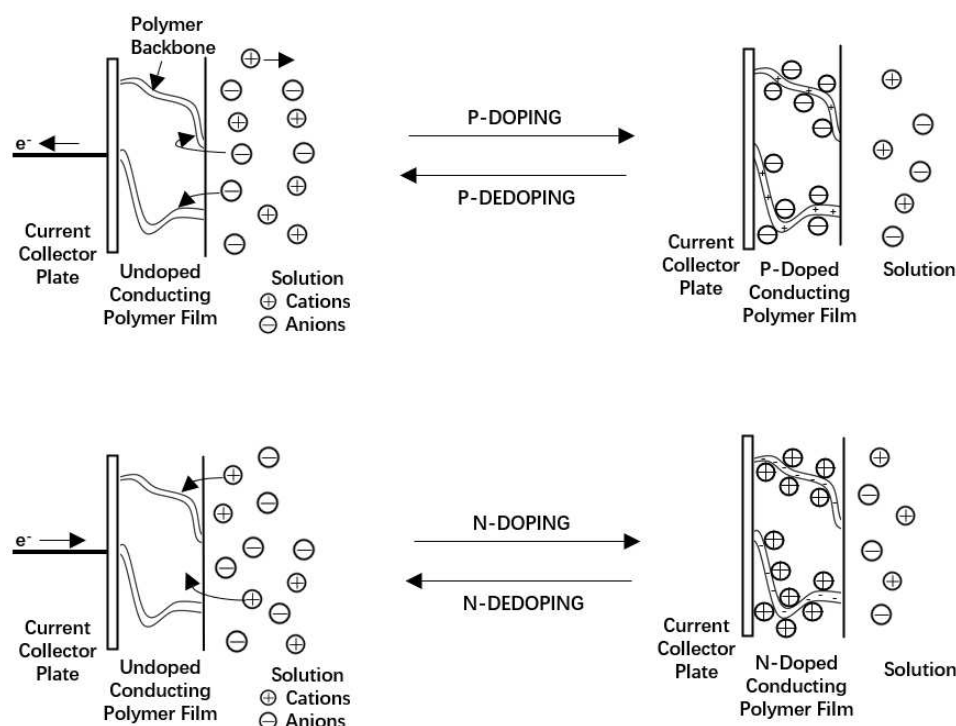 Polymer
Backbone
e-
Current
Collector
Plate
Undoped
Conducting
Polymer Film
Solution
Cations
Anions
P-DOPING
P-DEDOPING
Current
Collector
Plate
P-Doped
Conducting
Polymer Film
Solution
e-
Current
Collector
Plate
Undoped
Conducting
Polymer Film
Solution
Cations
Anions
N-DOPING
N-DEDOPING
Current
Collector
Plate
N-Doped
Conducting
Polymer Film
Solution